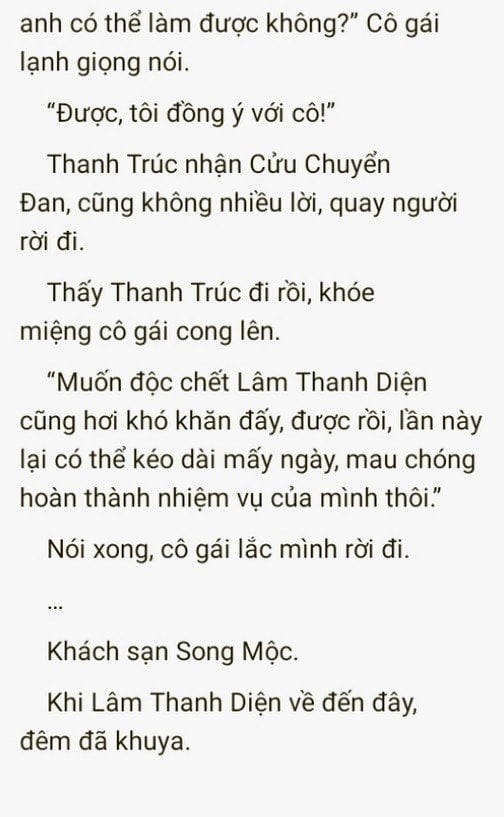 anh có thể làm được không?” Cô gái
lạnh giọng nói.
“Được, tôi đồng ý với cô!”
Thanh Trúc nhận Cửu Chuyển
Đan, cũng không nhiều lời, quay người
rời đi.
Thấy Thanh Trúc đi rồi, khóe
miệng cô gái cong lên.
“Muốn độc chết Lâm Thanh Diện
cũng hơi khó khăn đấy, được rồi, lần này
lại có thể kéo dài mấy ngày, mau chóng
hoàn thành nhiệm vụ của mình thôi.”
Nói xong, cô gái lắc mình rời đi.
...
Khách sạn Song Mộc.
Khi Lâm Thanh Diện về đến đây,
đêm đã khuya.